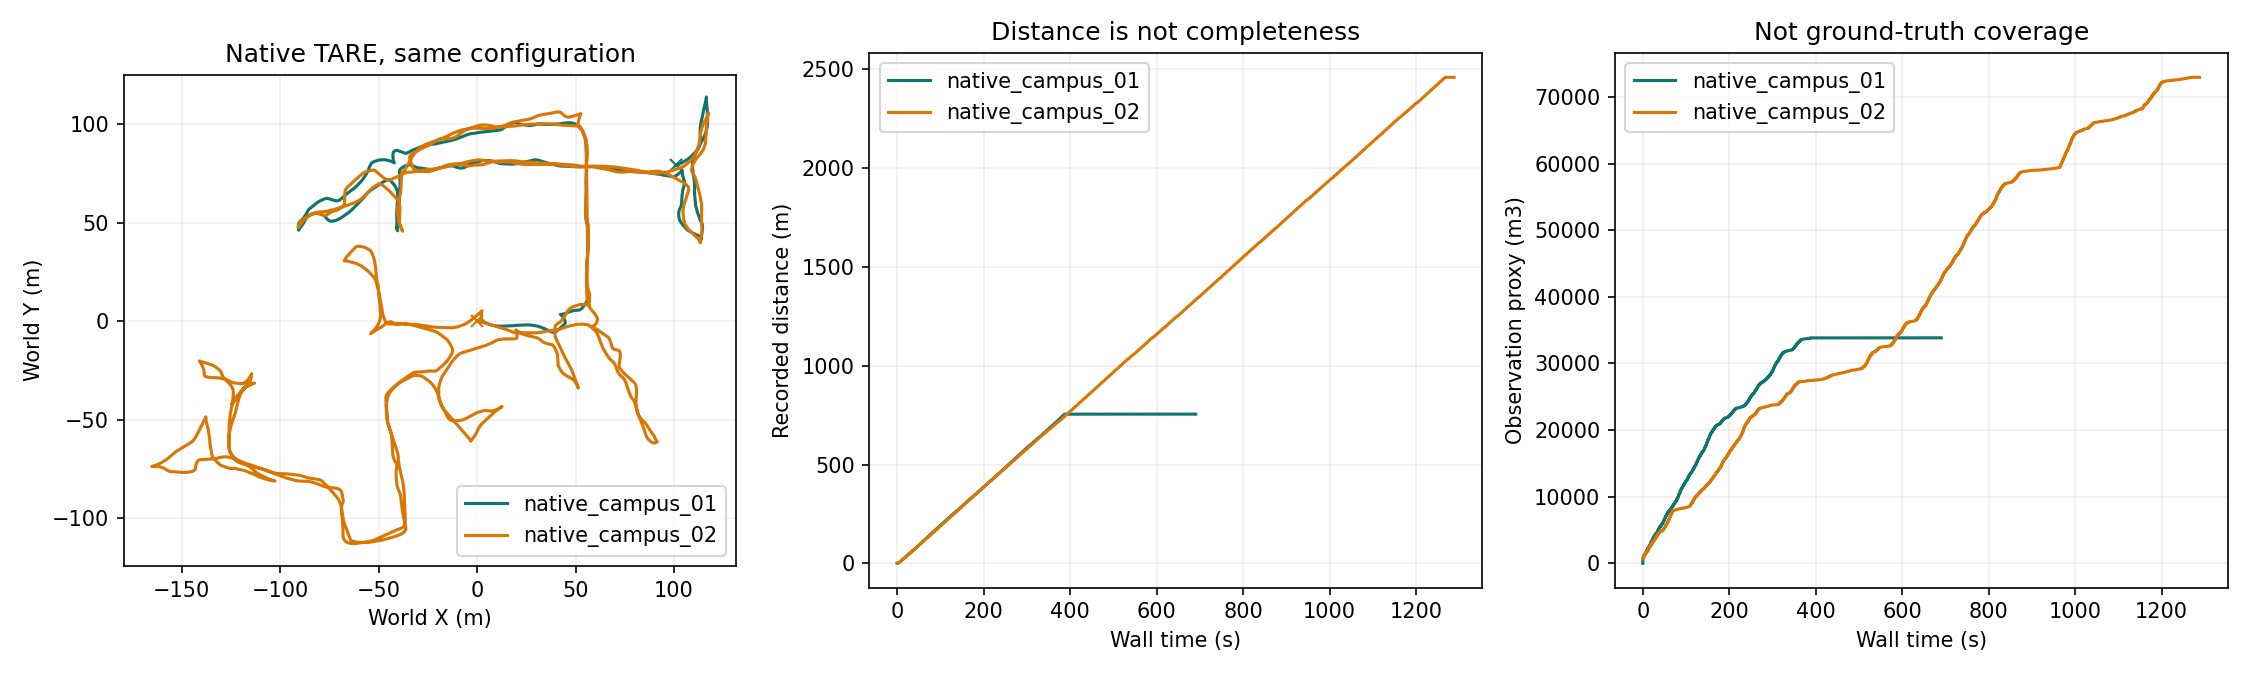 Native TARE, same configuration
World Y (m)
100
50
0
−50
−100
native_campus_01
native_campus_02
−150
−100
−50
0
50
100
World X (m)
Distance is not completeness
native_campus_01
native_campus_02
Recorded distance (m)
2500
2000
1500
1000
500
0
0
200
400
600
800
1000
1200
Wall time (s)
Not ground-truth coverage
native_campus_01
native_campus_02
Observation proxy (m3)
70000
60000
50000
40000
30000
20000
10000
0
0
200
400
600
800
1000
1200
Wall time (s)